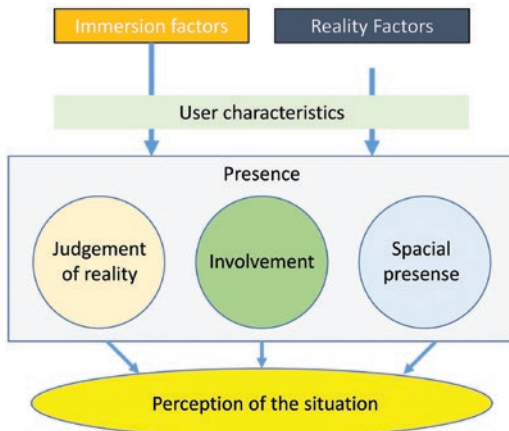 Immersion factors
Reality Factors
User characteristics
Presence
Judgement
of reality
Involvement
Spacial
presense
Perception of the situation